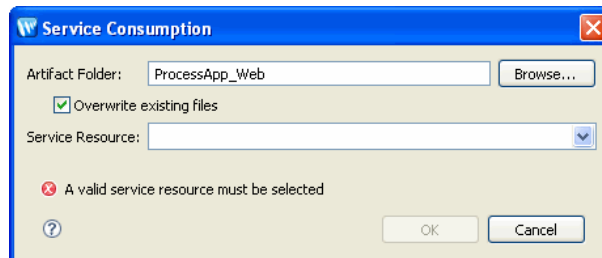 Service Consumption
Artifact Folder: ProcessApp_Web Browse...
Overwrite existing files
Service Resource:
A valid service resource must be selected
? OK Cancel